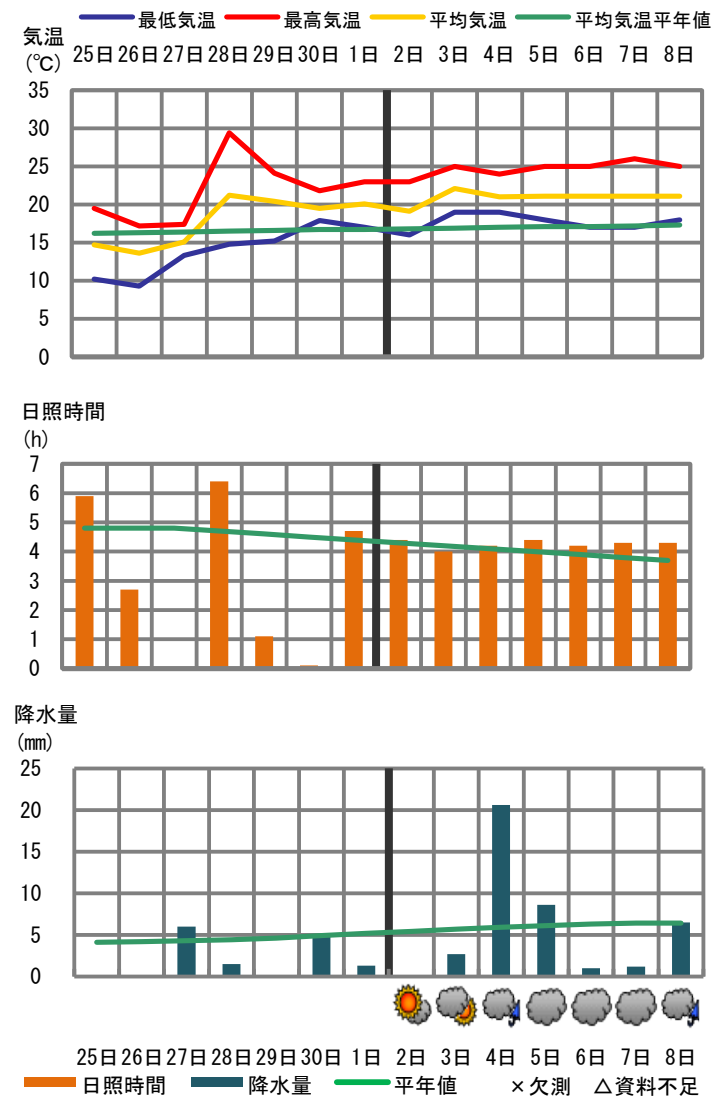 最低気温 最高気温 平均気温 平均気温平年値
気温
(℃)
25日 26日 27日 28日 29日 30日 1日 2日 3日 4日 5日 6日 7日 8日
35
30
25
20
15
10
5
0
日照時間
(h)
7
6
5
4
3
2
1
0
降水量
(mm)
25
20
15
10
5
0
25日 26日 27日 28日 29日 30日 1日 2日 3日 4日 5日 6日 7日 8日
日照時間 降水量 平年値 ×欠測 △資料不足